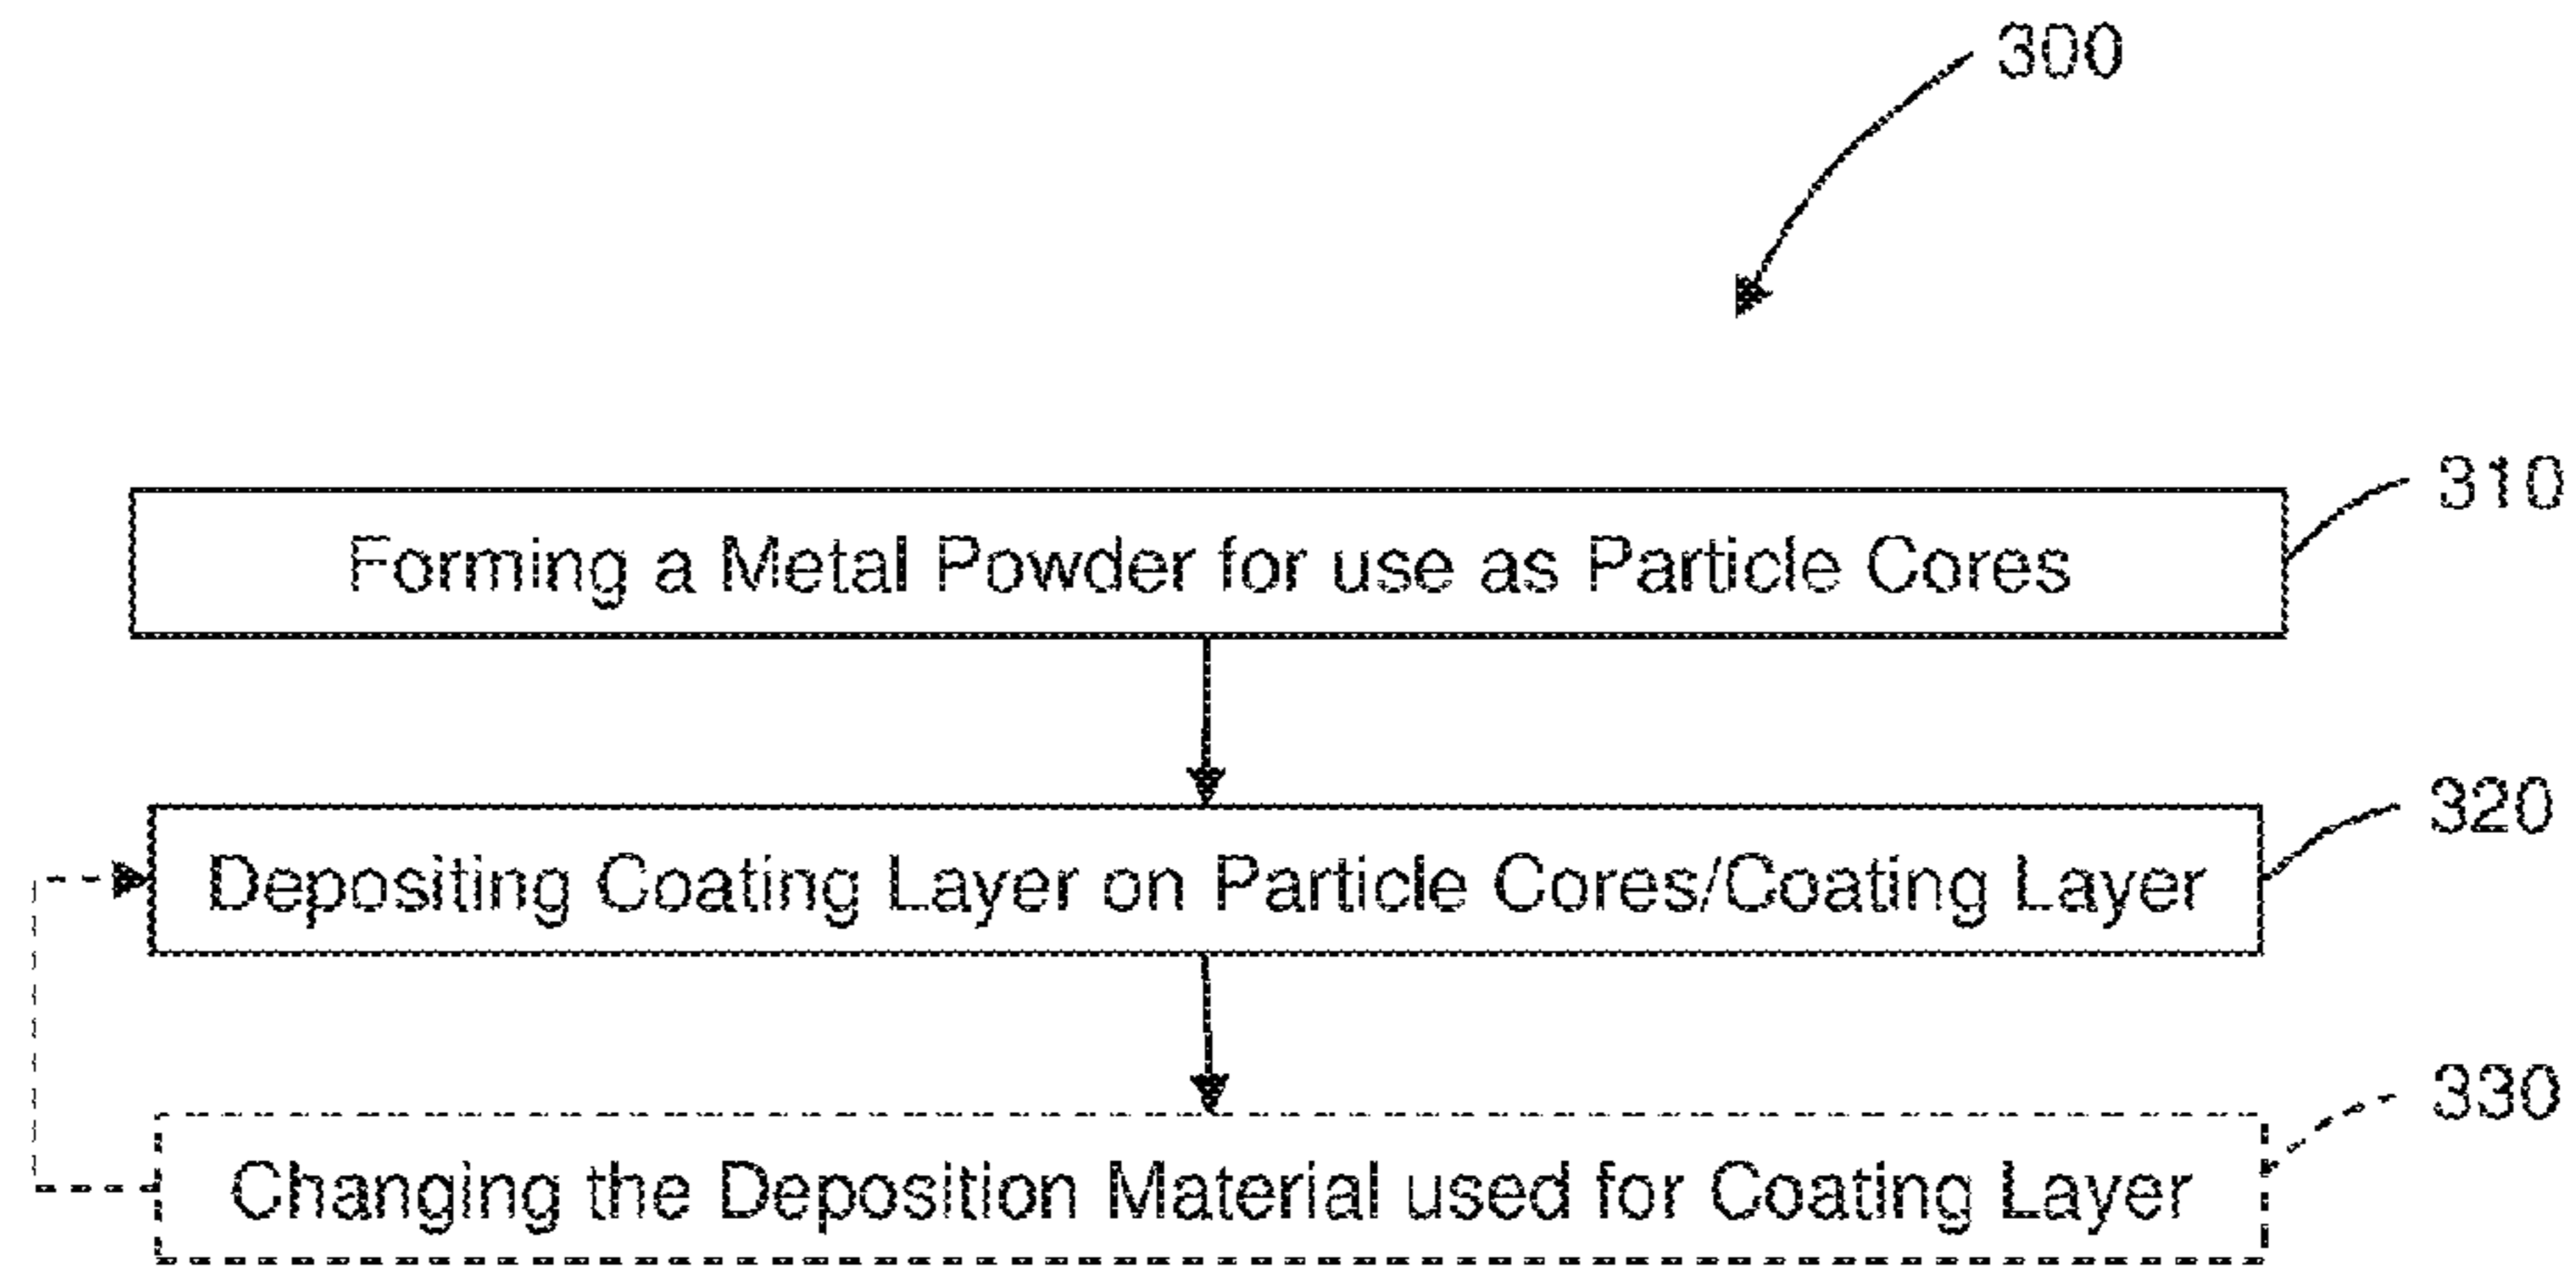 300
Forming a Metal Powder for use as Particle Cores
310
Depositing Coating Layer on Particle Cores/Coating Layer
320
Changing the Deposition Material used for Coating Layer
330